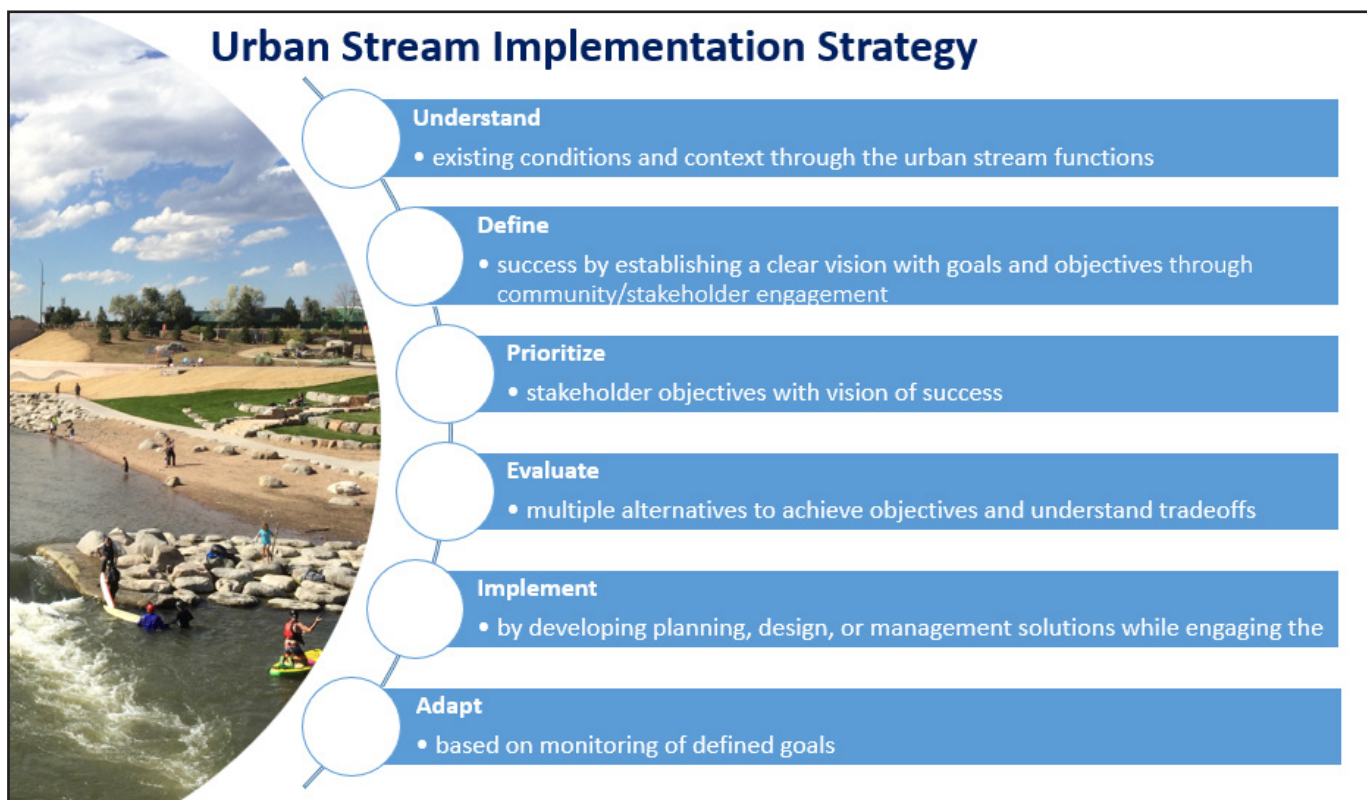 Urban Stream Implementation Strategy
Understand
• existing conditions and context through the urban stream functions
Define
• success by establishing a clear vision with goals and objectives through
community/stakeholder engagement
Prioritize
• stakeholder objectives with vision of success
Evaluate
• multiple alternatives to achieve objectives and understand tradeoffs
Implement
• by developing planning, design, or management solutions while engaging the
Adapt
• based on monitoring of defined goals